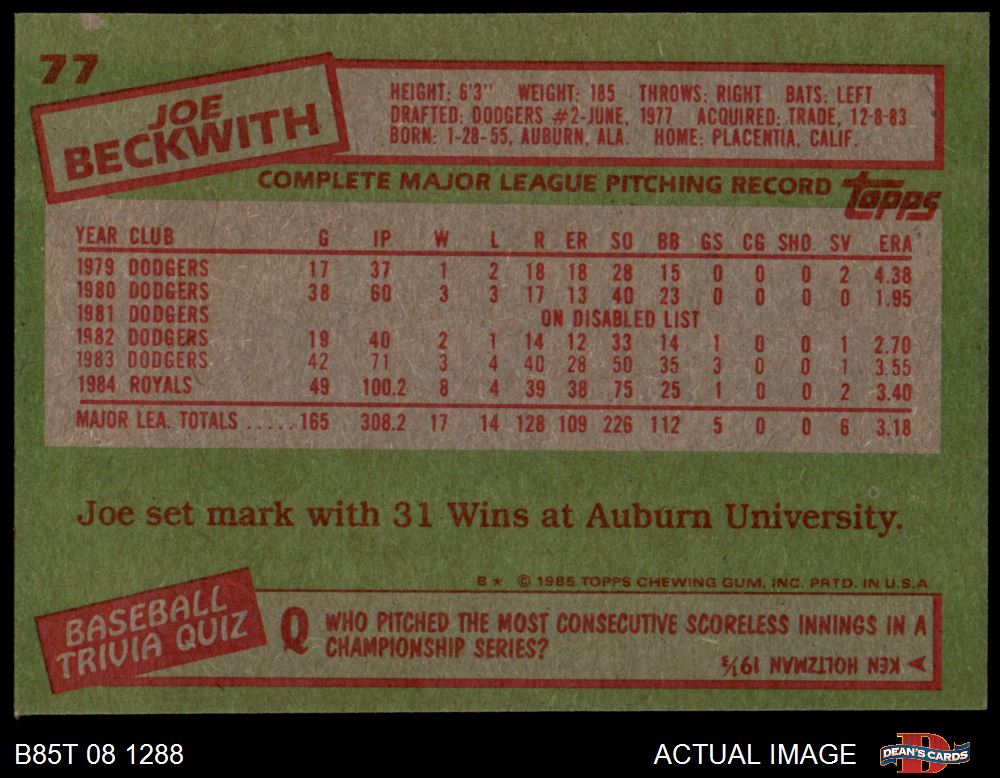 77
JOE
BECKWITH
HEIGHT: 6'3" WEIGHT: 185 THROWS: RIGHT BATS: LEFT
DRAFTED: DODGERS #2-JUNE, 1977 ACQUIRED: TRADE, 12-8-83
BORN: 1-28-55, AUBURN, ALA. HOME: PLACENTIA, CALIF.
COMPLETE MAJOR LEAGUE PITCHING RECORD
topps
YEAR CLUB G IP W L R ER SO BB GS CG SHO SV ERA
1979 DODGERS 17 37 1 2 18 18 28 15 0 0 0 2 4.38
1980 DODGERS 38 60 3 3 17 13 40 23 0 0 0 0 1.95
1981 DODGERS ON DISABLED LIST
1982 DODGERS 19 40 2 1 14 12 33 14 1 0 0 1 2.70
1983 DODGERS 42 71 3 4 40 28 50 35 3 0 0 1 3.55
1984 ROYALS 49 100.2 8 4 39 38 75 25 1 0 0 2 3.40
MAJOR LEA. TOTALS .....165 308.2 17 14 128 109 226 112 5 0 0 6 3.18
Joe set mark with 31 Wins at Auburn University.
B★ © 1985 TOPPS CHEWING GUM, INC. PRTD. IN U.S.A
BASEBALL
TRIVIA QUIZ
Q WHO PITCHED THE MOST CONSECUTIVE SCORELESS INNINGS IN A
CHAMPIONSHIP SERIES?
KEN HOLTZMAN 19⅓
B85T 08 1288
ACTUAL IMAGE
DEAN'S CARDS